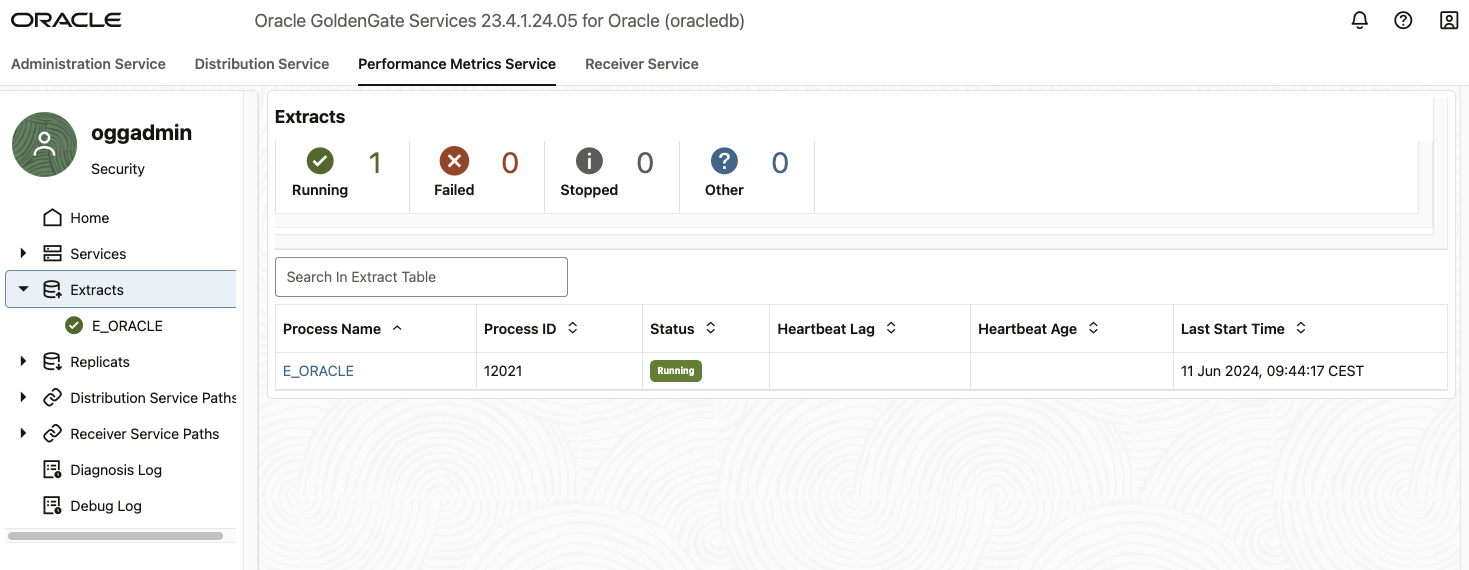 ORACLE
Oracle GoldenGate Services 23.4.1.24.05 for Oracle (oracledb)
Administration Service
Distribution Service
Performance Metrics Service
Receiver Service
oggadmin
Security
Home
Services
Extracts
E_ORACLE
Replicats
Distribution Service Paths
Receiver Service Paths
Diagnosis Log
Debug Log
Extracts
1
Running
0
Failed
0
Stopped
0
Other
Search In Extract Table
Process Name Process ID Status Heartbeat Lag Heartbeat Age Last Start Time
E_ORACLE 12021 Running 11 Jun 2024, 09:44:17 CEST